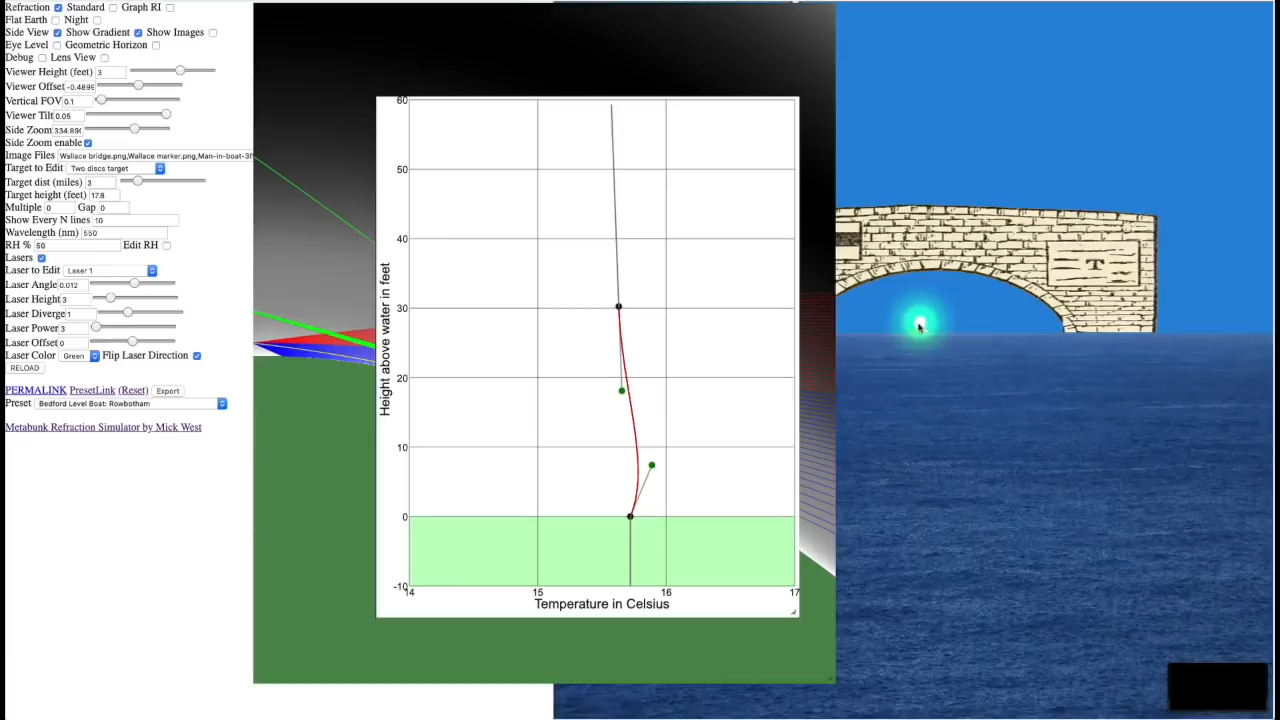 Refraction Standard Graph RI
Flat Earth Night
Side View Show Gradient Show Images
Eye Level Geometric Horizon
Debug Lens View
Viewer Height (feet) 3
Viewer Offset -0.4899
Vertical FOV 0.1
Viewer Tilt 0.05
Side Zoom 334.890
Side Zoom enable
Image Files Wallace bridge.png,Wallace marker.png,Man-in-boat-3f
Target to Edit Two discs target
Target dist (miles) 3
Target height (feet) 17.8
Multiple 0 Gap 0
Show Every N lines 10
Wavelength (nm) 550
RH % 50 Edit RH
Lasers
Laser to Edit Laser 1
Laser Angle 0.012
Laser Height 3
Laser Diverge 1
Laser Power 3
Laser Offset 0
Laser Color Green Flip Laser Direction
RELOAD
PERMALINK PresetLink (Reset) Export
Preset Bedford Level Boat: Rowbotham
Metabunk Refraction Simulator by Mick West
Height above water in feet
60
50
40
30
20
10
0
-10
14 15 16 17
Temperature in Celsius
T